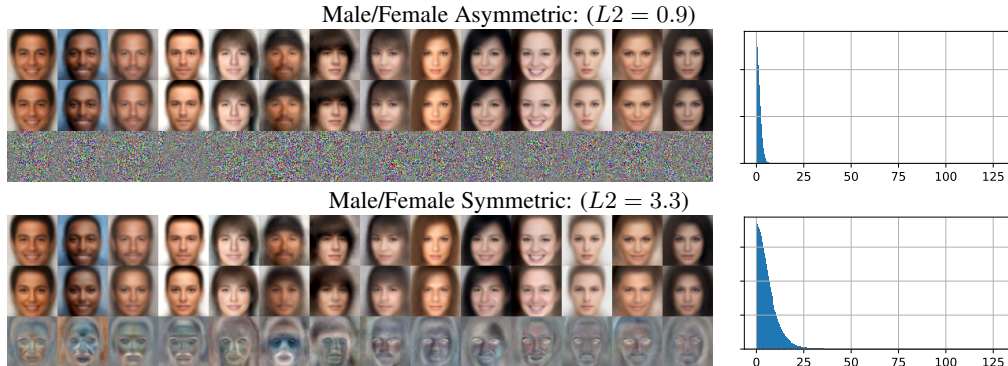 Male/Female Asymmetric: (L2 = 0.9)
0 25 50 75 100 125
Male/Female Symmetric: (L2 = 3.3)
0 25 50 75 100 125